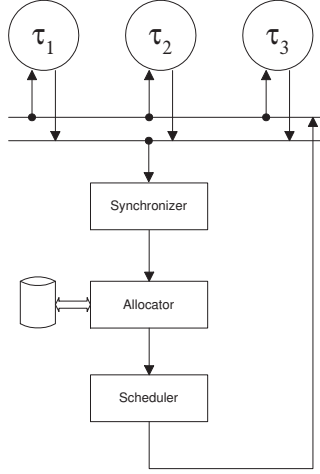 τ1 τ2 τ3
Synchronizer
Allocator
Scheduler